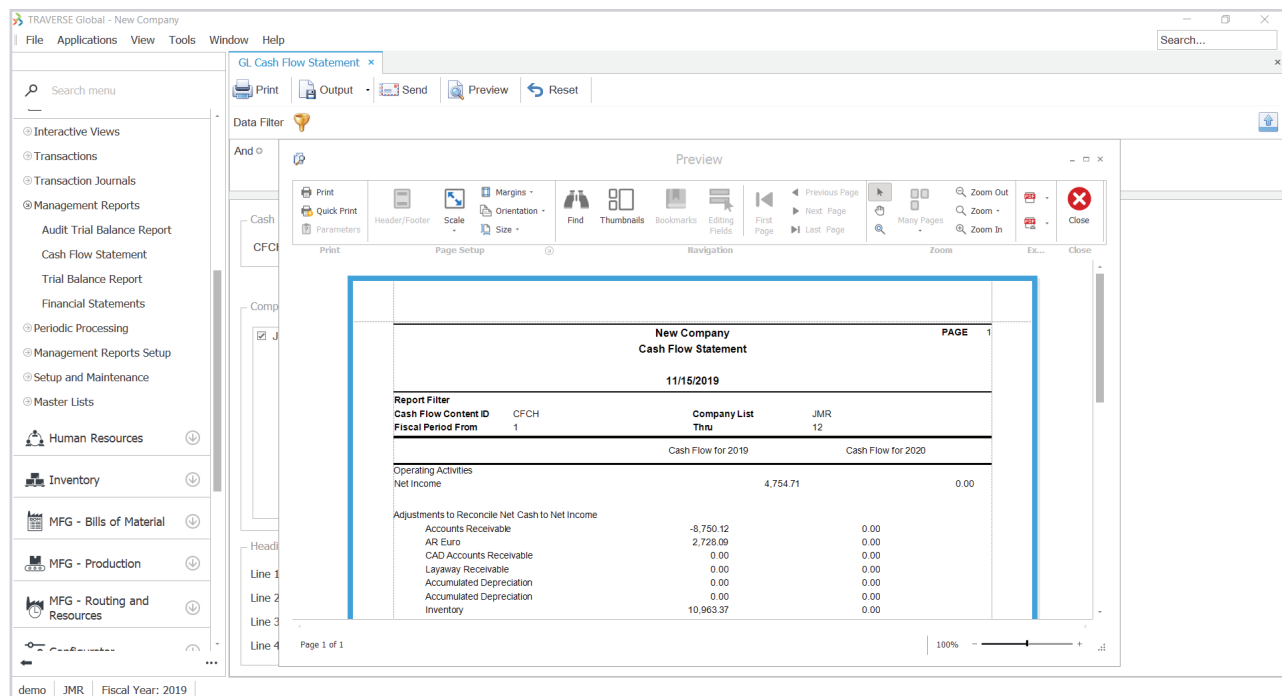 TRAVERSE Global - New Company
File Applications View Tools Window Help
Search...
GL Cash Flow Statement ×
Search menu
Print Output Send Preview Reset
Data Filter
And
Interactive Views
Transactions
Transaction Journals
Management Reports
Audit Trial Balance Report
Cash Flow Statement
Trial Balance Report
Financial Statements
Periodic Processing
Management Reports Setup
Setup and Maintenance
Master Lists
Human Resources
Inventory
MFG - Bills of Material
MFG - Production
MFG - Routing and
Resources
Cash
CFCH
Comp
J
Headi
Line 1
Line 2
Line 3
Line 4
Preview
Print
Quick Print
Parameters
Print
Header/Footer
Scale
Margins
Orientation
Size
Page Setup
Find
Thumbnails
Bookmarks
Editing
Fields
First
Page
Previous Page
Next Page
Last Page
Navigation
Many Pages
Zoom Out
Zoom
Zoom In
Zoom
PDF
PDF
Ex...
Close
Close
New Company PAGE 1
Cash Flow Statement
11/15/2019
Report Filter
Cash Flow Content ID CFCH Company List JMR
Fiscal Period From 1 Thru 12
Cash Flow for 2019 Cash Flow for 2020
Operating Activities
Net Income 4,754.71 0.00
Adjustments to Reconcile Net Cash to Net Income
Accounts Receivable -8,750.12 0.00
AR Euro 2,728.09 0.00
CAD Accounts Receivable 0.00 0.00
Layaway Receivable 0.00 0.00
Accumulated Depreciation 0.00 0.00
Accumulated Depreciation 0.00 0.00
Inventory 10,963.37 0.00
Page 1 of 1 100% - +
demo JMR Fiscal Year: 2019